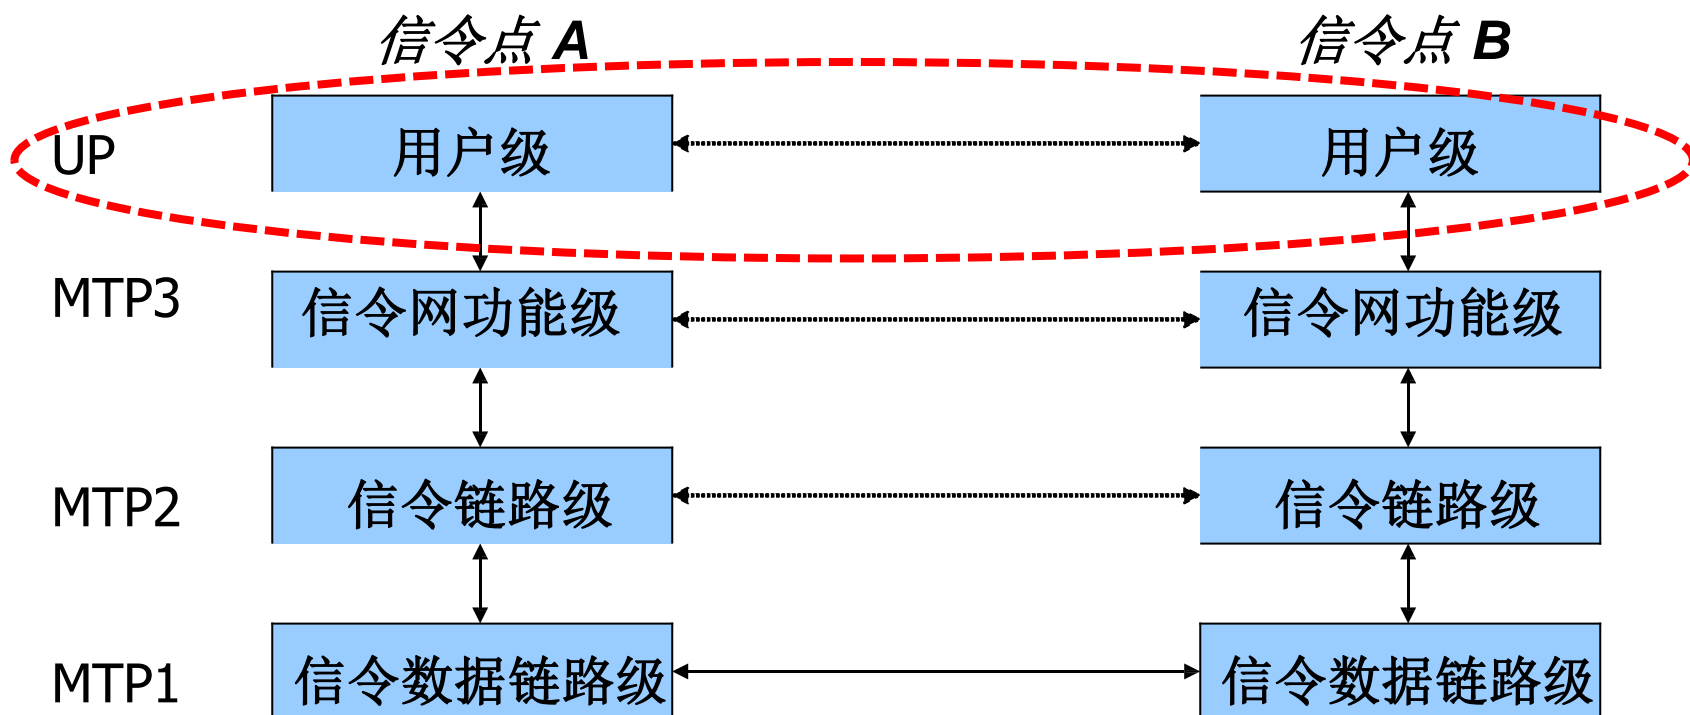 信令点 A 信令点 B
UP 用户级 用户级
MTP3 信令网功能级 信令网功能级
MTP2 信令链路级 信令链路级
MTP1 信令数据链路级 信令数据链路级